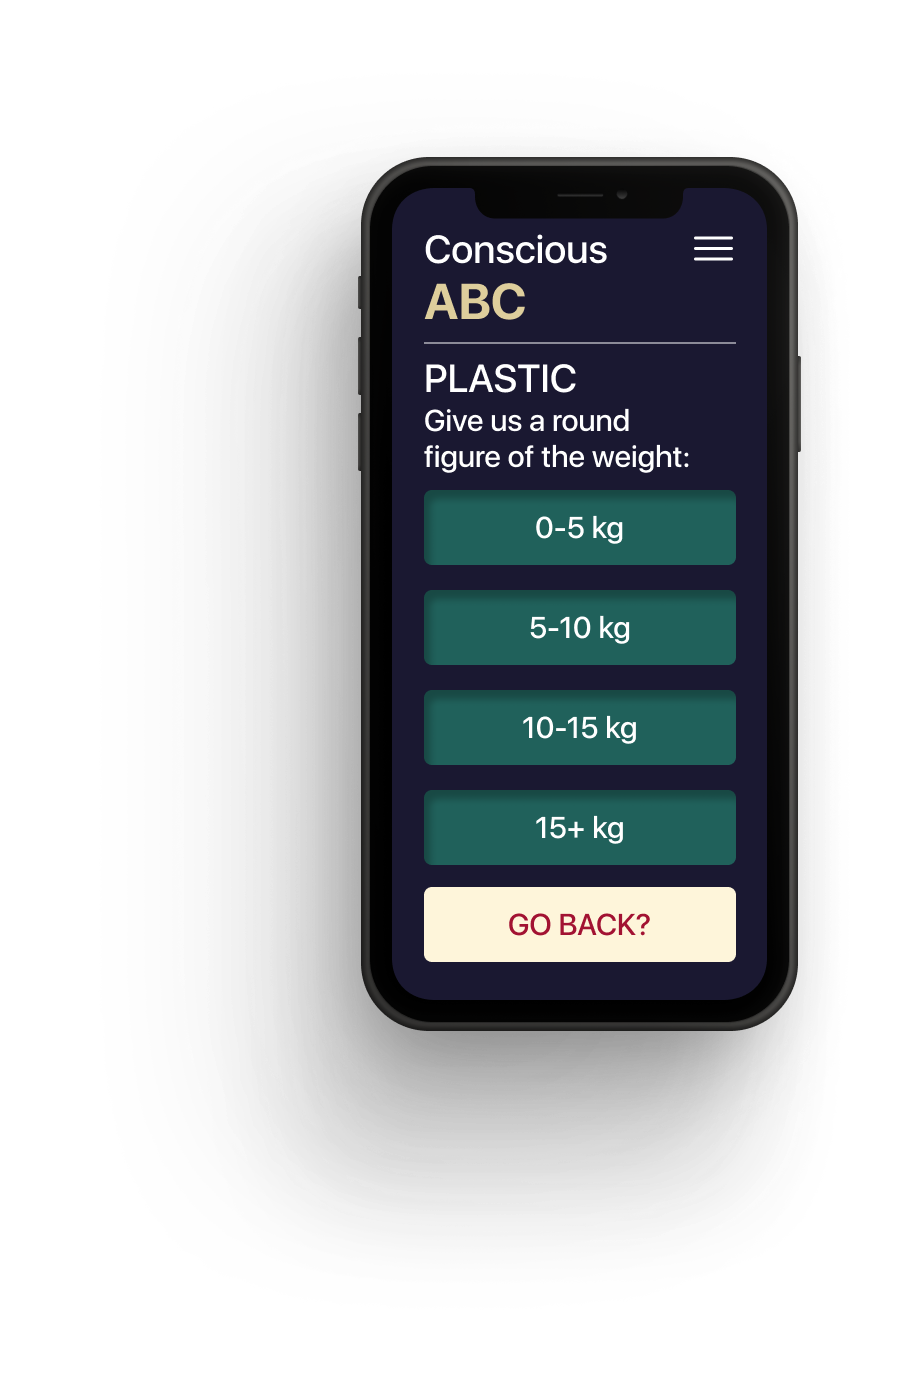 Conscious
ABC
PLASTIC
Give us a round
figure of the weight:
0-5 kg
5-10 kg
10-15 kg
15+ kg
GO BACK?